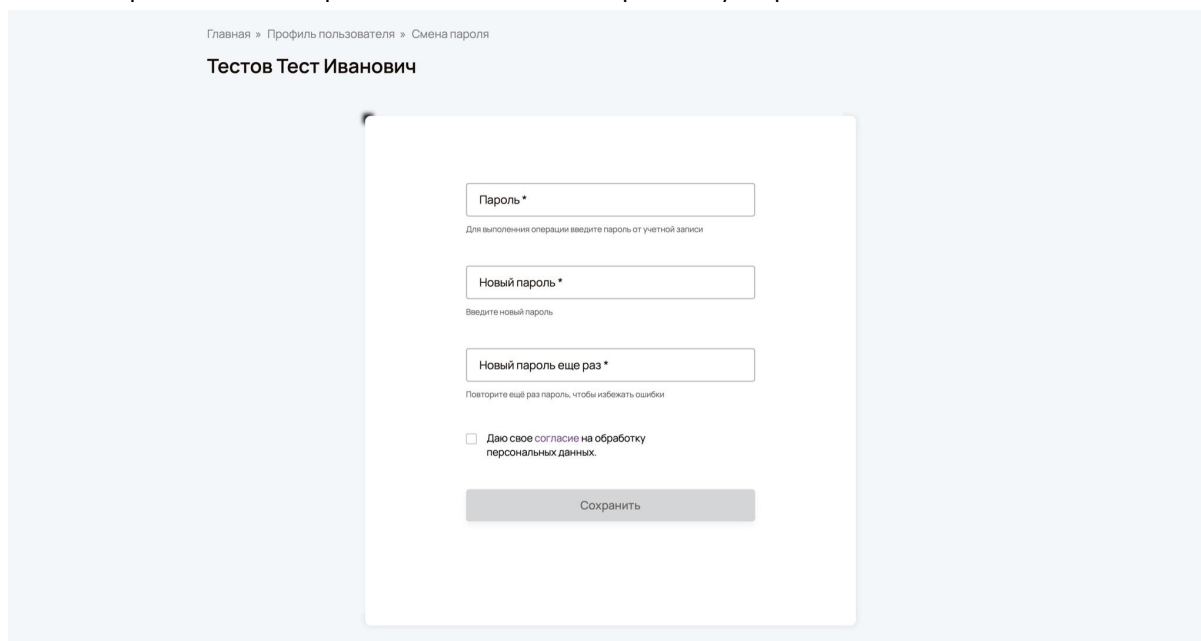 Главная » Профиль пользователя » Смена пароля
Тестов Тест Иванович
Пароль *
Для выполенния операции введите пароль от учетной записи
Новый пароль *
Введите новый пароль
Новый пароль еще раз *
Повторите ещё раз пароль, чтобы избежать ошибки
Даю свое согласие на обработку
персональных данных.
Сохранить